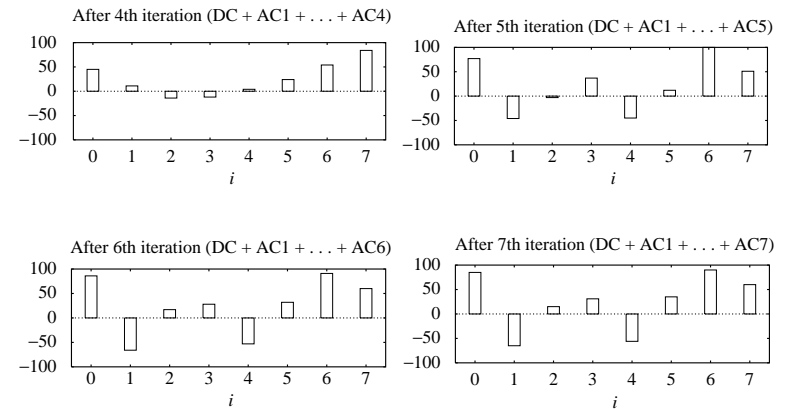 After 4th iteration (DC + AC1 + . . . + AC4)
100
50
0
−50
−100
0 1 2 3 4 5 6 7
i
After 5th iteration (DC + AC1 + . . . + AC5)
100
50
0
−50
−100
0 1 2 3 4 5 6 7
i
After 6th iteration (DC + AC1 + . . . + AC6)
100
50
0
−50
−100
0 1 2 3 4 5 6 7
i
After 7th iteration (DC + AC1 + . . . + AC7)
100
50
0
−50
−100
0 1 2 3 4 5 6 7
i